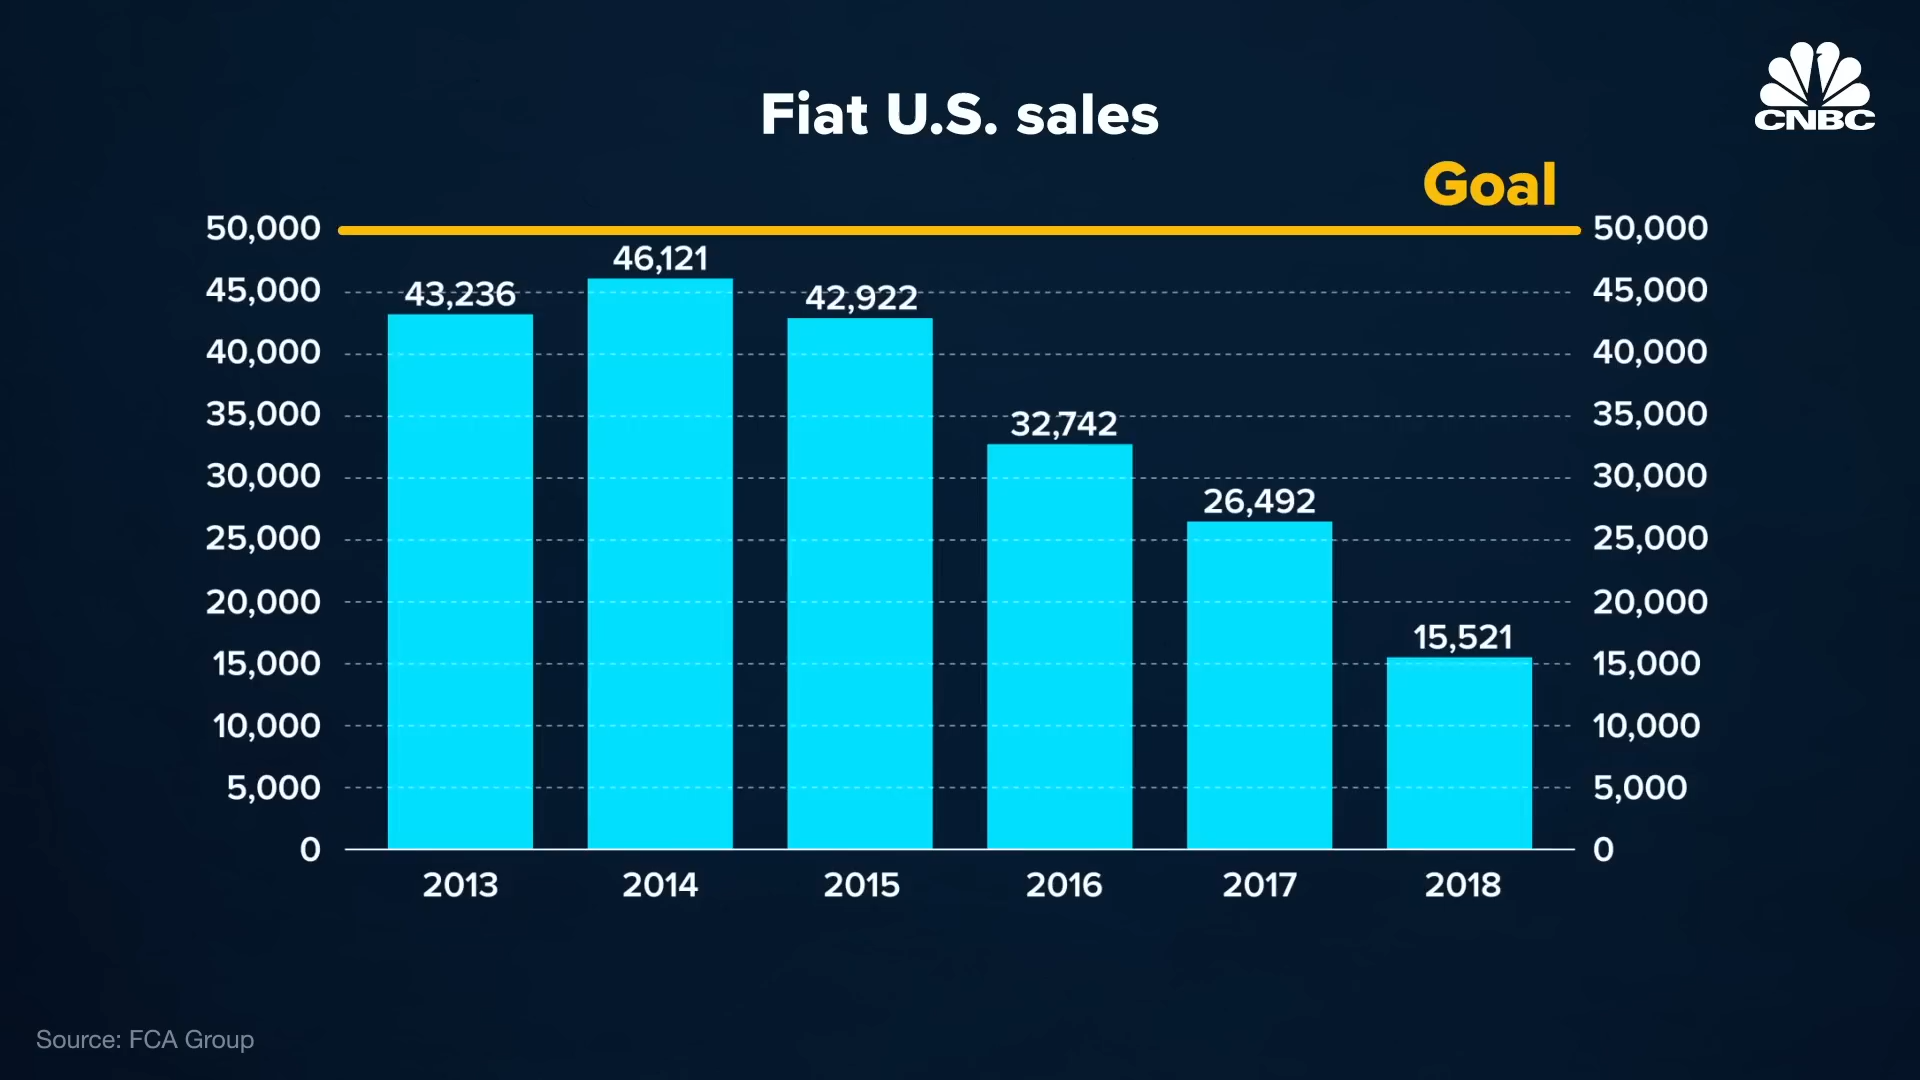 CNBC
Fiat U.S. sales
Goal
50,000 50,000
46,121
45,000 43,236 42,922 45,000
40,000 40,000
35,000 35,000
32,742
30,000 30,000
26,492
25,000 25,000
20,000 20,000
15,521
15,000 15,000
10,000 10,000
5,000 5,000
0 0
2013 2014 2015 2016 2017 2018
Source: FCA Group